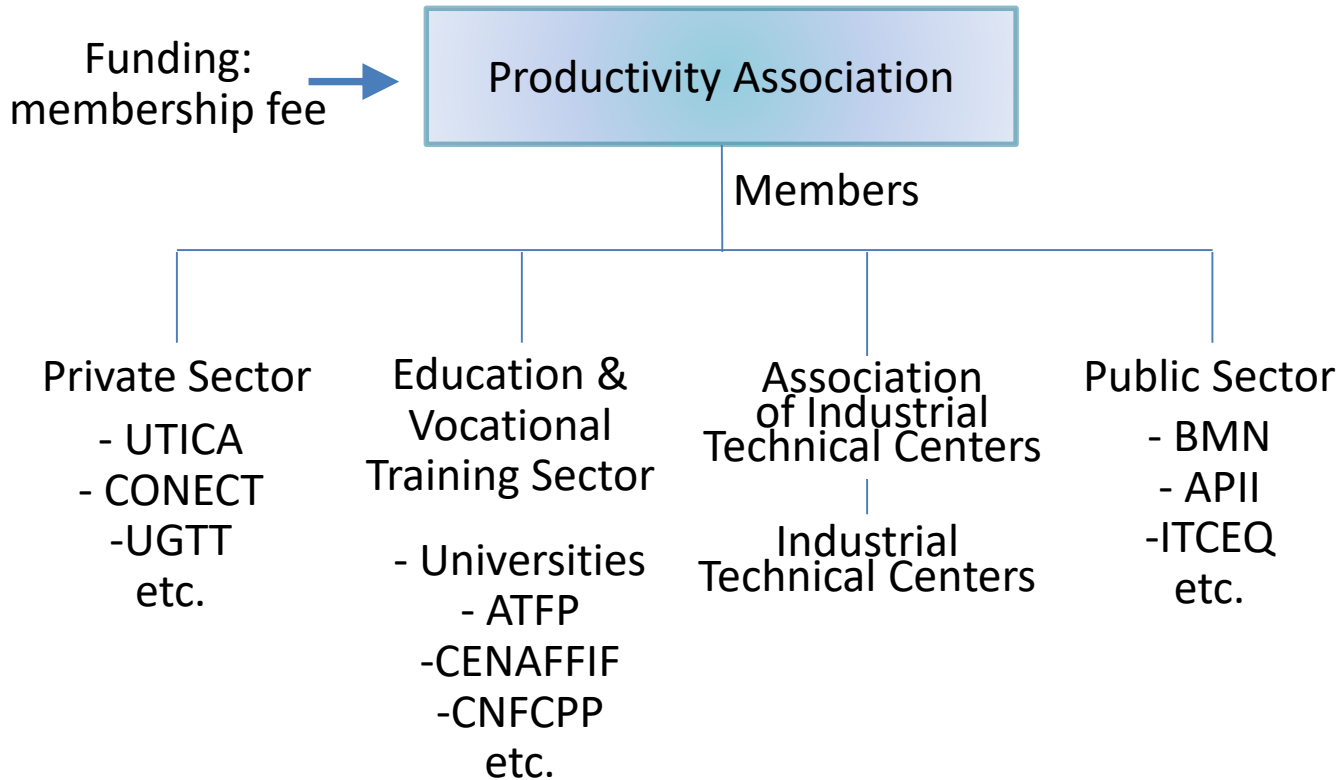 Funding:
membership fee
Productivity Association
Members
Private Sector
- UTICA
- CONECT
-UGTT
etc.
Education &
Vocational
Training Sector
- Universities
- ATFP
-CENAFFIF
-CNFCPP
etc.
Association
of Industrial
Technical Centers
Industrial
Technical Centers
Public Sector
- BMN
- APII
-ITCEQ
etc.